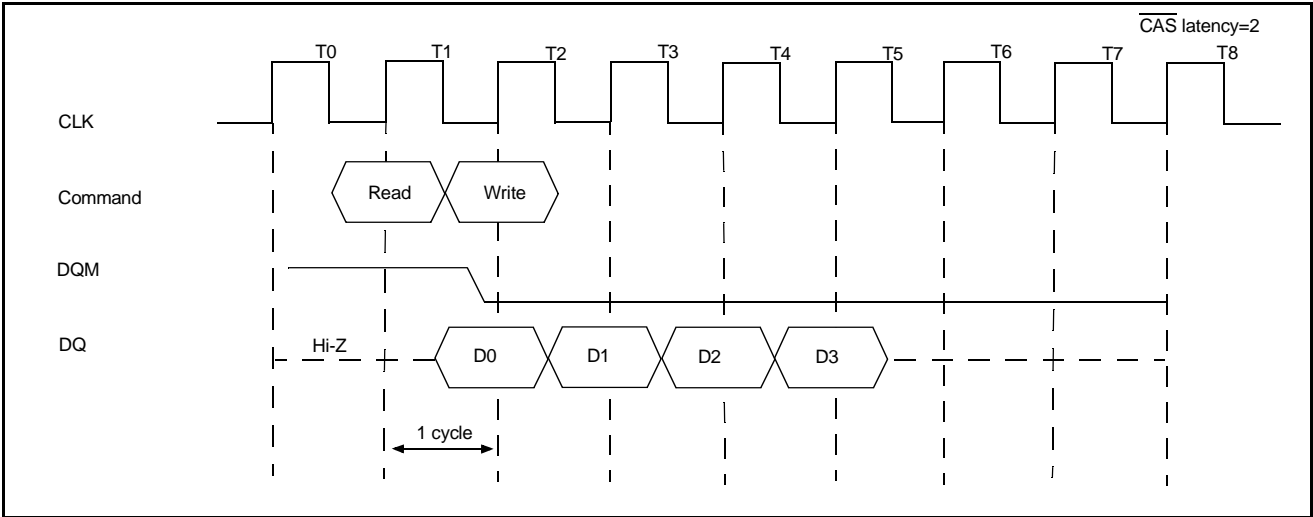 CAS latency=2
T0 T1 T2 T3 T4 T5 T6 T7 T8
CLK
Command Read Write
DQM
DQ Hi-Z D0 D1 D2 D3
1 cycle